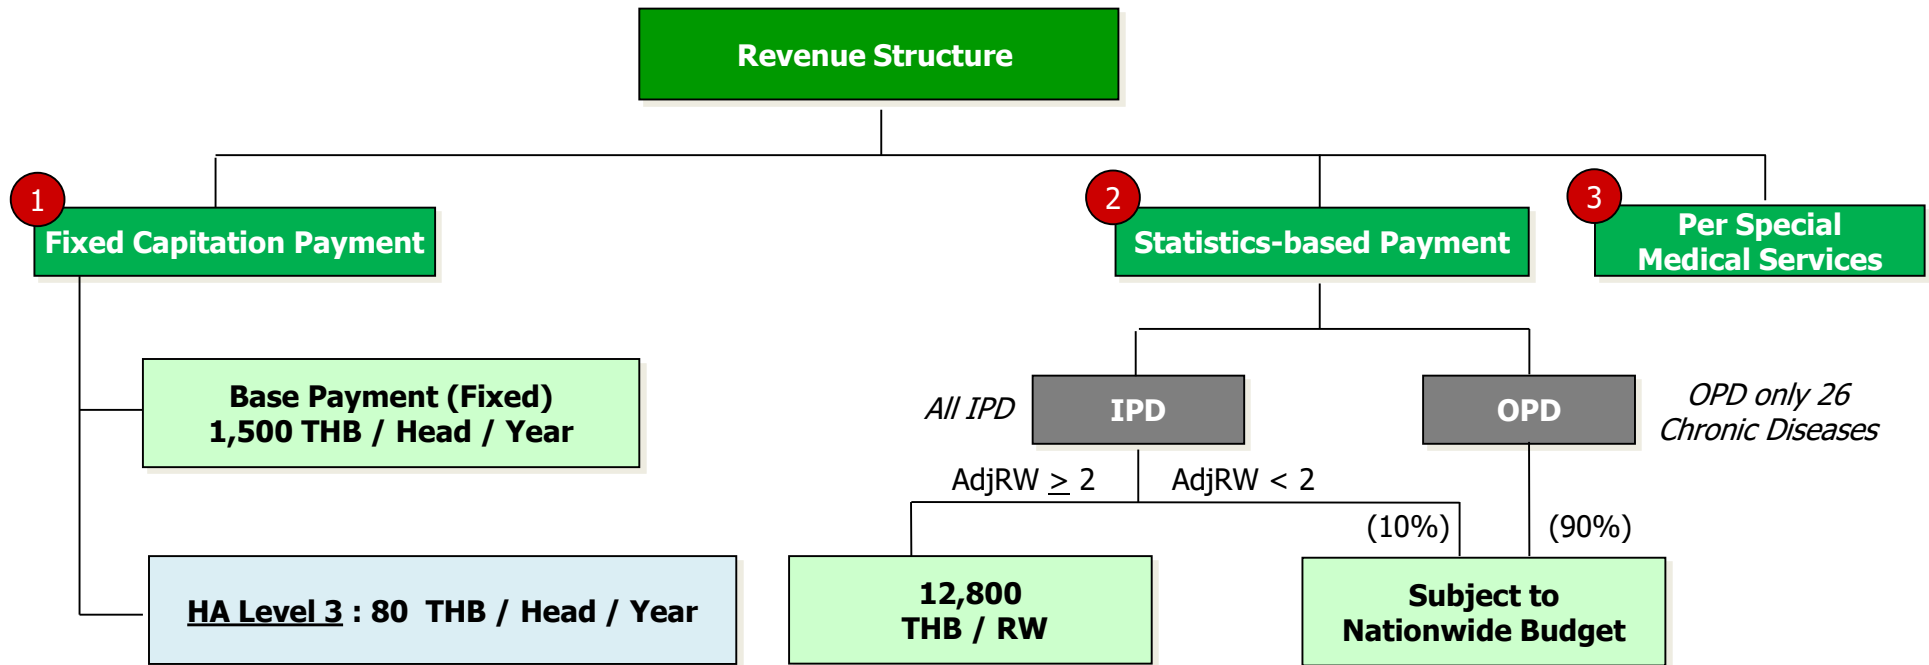 Revenue Structure
1
Fixed Capitation Payment
2
Statistics-based Payment
3
Per Special
Medical Services
Base Payment (Fixed)
1,500 THB / Head / Year
HA Level 3 : 80 THB / Head / Year
All IPD
IPD
OPD
OPD only 26
Chronic Diseases
AdjRW ≥ 2
AdjRW < 2
(10%)
(90%)
12,800
THB / RW
Subject to
Nationwide Budget